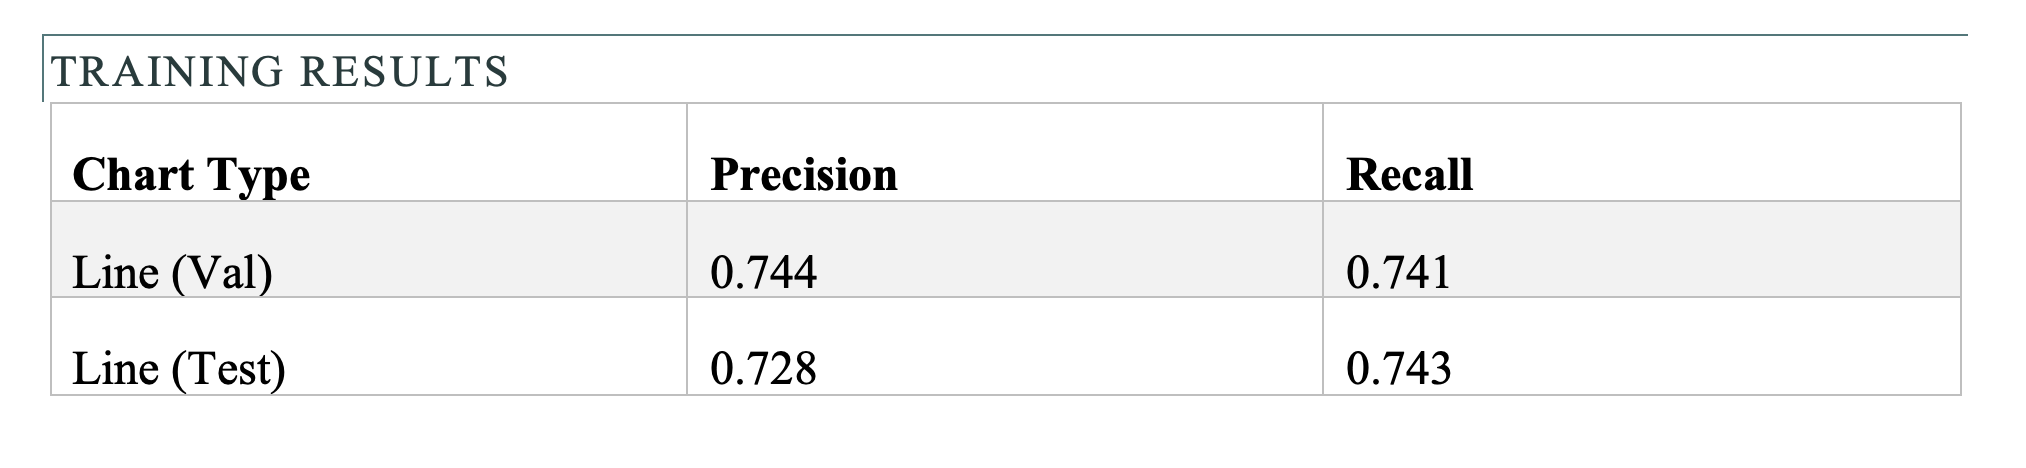 TRAINING RESULTS
Chart Type Precision Recall
Line (Val) 0.744 0.741
Line (Test) 0.728 0.743